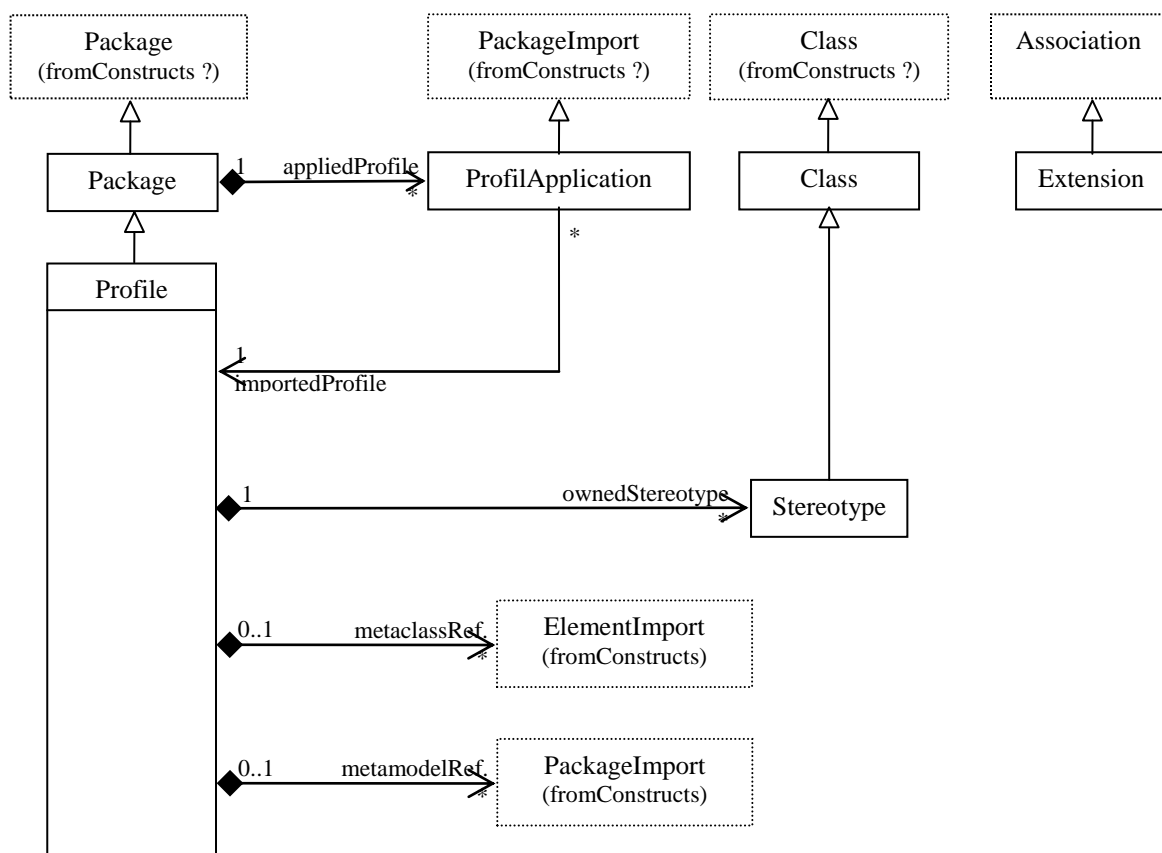 Package
(fromConstructs ?)
PackageImport
(fromConstructs ?)
Class
(fromConstructs ?)
Association
Package
1
appliedProfile
*
ProfilApplication
Class
Extension
*
Profile
1
importedProfile
1
ownedStereotype
*
Stereotype
0..1
metaclassRef.
*
ElementImport
(fromConstructs)
0..1
metamodelRef.
*
PackageImport
(fromConstructs)